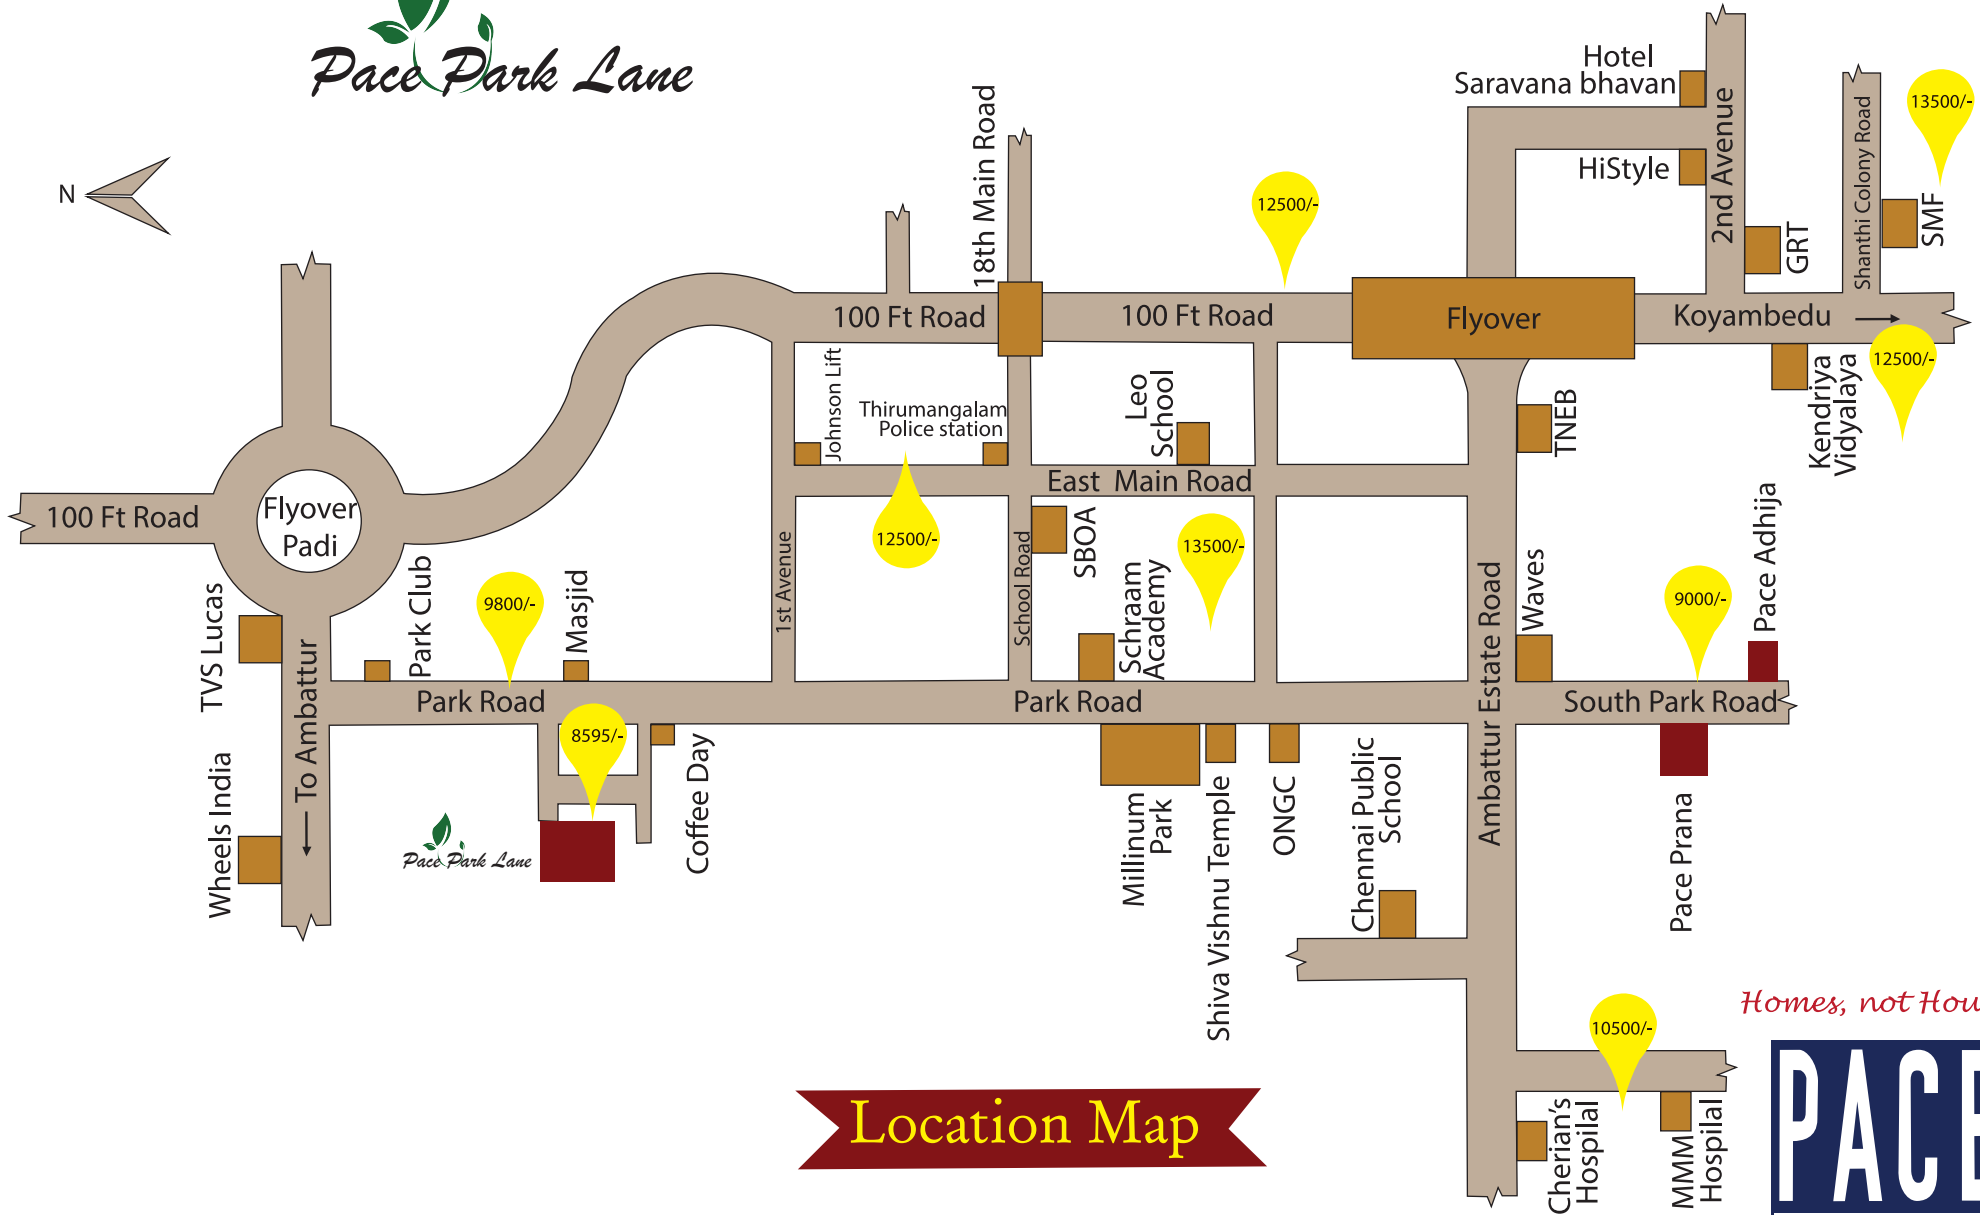 Pace Park Lane
N
Hotel
Saravana bhavan
HiStyle
2nd Avenue
Shanthi Colony Road
13500/-
SMF
GRT
18th Main Road
12500/-
100 Ft Road
100 Ft Road
Flyover
Koyambedu
12500/-
Kendriya
Vidyalaya
Johnson Lift
Thirumangalam
Police station
Leo
School
TNEB
East Main Road
100 Ft Road
Flyover
Padi
12500/-
1st Avenue
School Road
SBOA
13500/-
Schraam
Academy
Ambattur Estate Road
Waves
9000/-
Pace Adhija
TVS Lucas
To Ambattur
Park Club
9800/-
Masjid
Park Road
Park Road
South Park Road
8595/-
Coffee Day
Wheels India
Pace Park Lane
Millinum
Park
Shiva Vishnu Temple
ONGC
Chennai Public
School
Pace Prana
10500/-
Cherian's
Hospilal
MMM
Hospilal
Location Map
Homes, not Hou
PACE